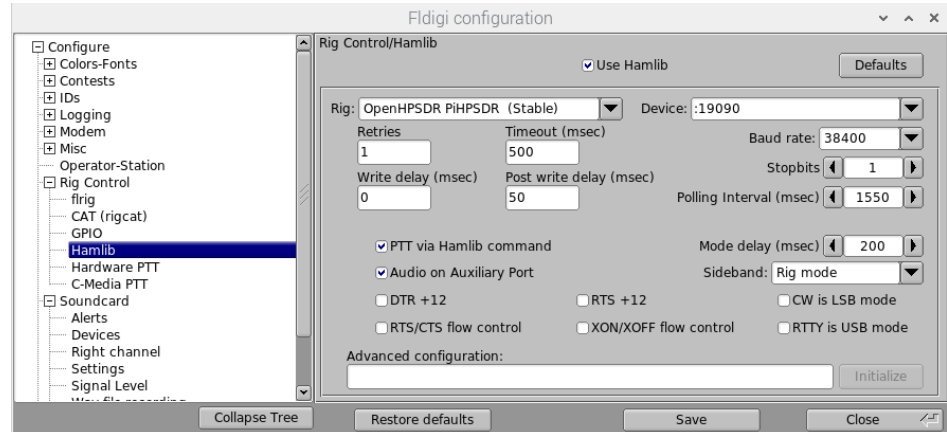 Fldigi configuration
Configure
Colors-Fonts
Contests
IDs
Logging
Modem
Misc
Operator-Station
Rig Control
flrig
CAT (rigcat)
GPIO
Hamlib
Hardware PTT
C-Media PTT
Soundcard
Alerts
Devices
Right channel
Settings
Signal Level
Collapse Tree
Rig Control/Hamlib
Use Hamlib
Defaults
Rig: OpenHPSDR PiHPSDR (Stable) Device: :19090
Retries Timeout (msec) Baud rate: 38400
1 500
Stopbits 1
Write delay (msec) Post write delay (msec)
0 50 Polling Interval (msec) 1550
PTT via Hamlib command Mode delay (msec) 200
Audio on Auxiliary Port Sideband: Rig mode
DTR +12 RTS +12 CW is LSB mode
RTS/CTS flow control XON/XOFF flow control RTTY is USB mode
Advanced configuration:
Initialize
Restore defaults Save Close